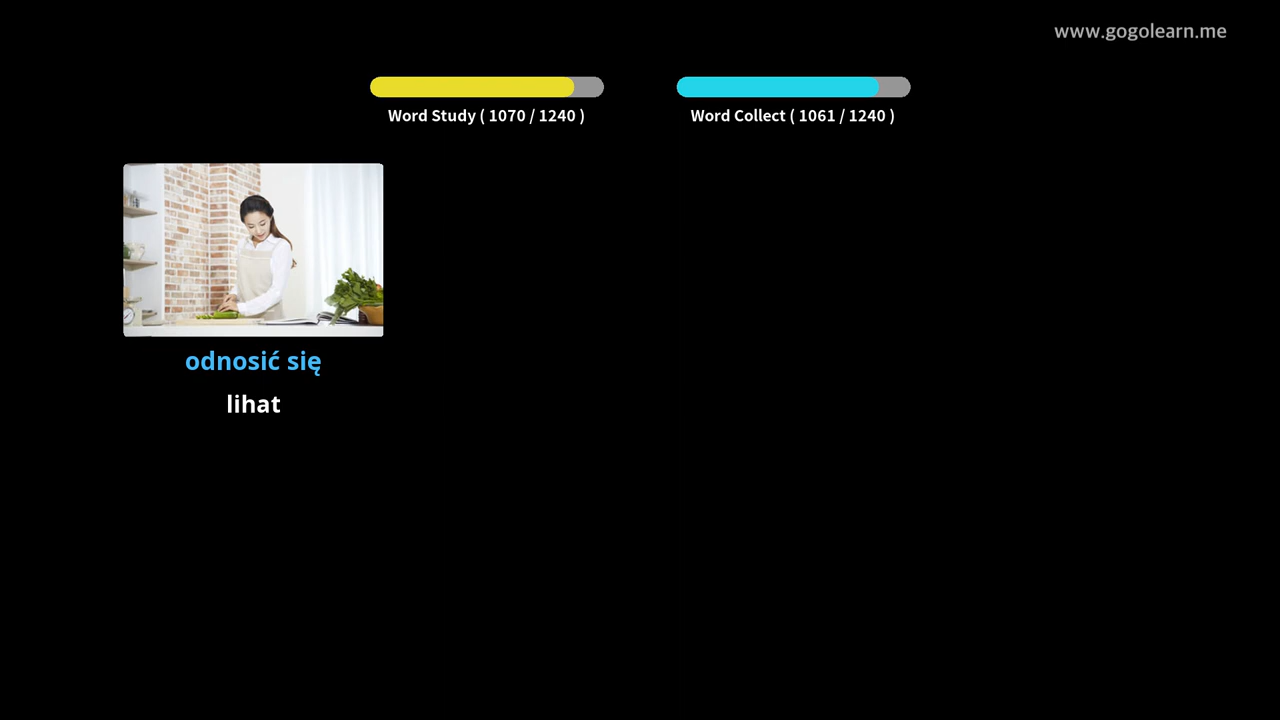 www.gogolearn.me
Word Study ( 1070 / 1240 )
Word Collect ( 1061 / 1240 )
odnosić się
lihat